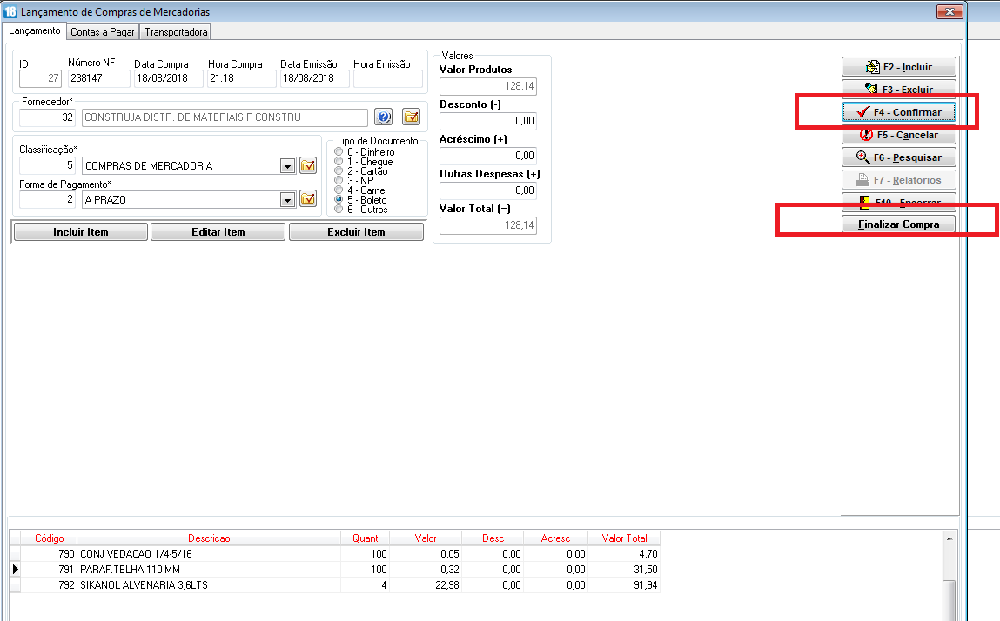 18 Lançamento de Compras de Mercadorias
Lançamento Contas a Pagar Transportadora
ID Número NF Data Compra Hora Compra Data Emissão Hora Emissão
27 238147 18/08/2018 21:18 18/08/2018
Fornecedor*
32 CONSTRUJA DISTR. DE MATERIAIS P CONSTRU
Classificação*
5 COMPRAS DE MERCADORIA
Forma de Pagamento*
2 A PRAZO
Tipo de Documento
0 - Dinheiro
1 - Cheque
2 - Cartão
3 - NP
4 - Carne
5 - Boleto
6 - Outros
Incluir Item Editar Item Excluir Item
Valores
Valor Produtos
128,14
Desconto (-)
0,00
Acréscimo (+)
0,00
Outras Despesas (+)
0,00
Valor Total (=)
128,14
F2 - Incluir
F3 - Excluir
F4 - Confirmar
F5 - Cancelar
F6 - Pesquisar
F7 - Relatorios
F10 - Encerrar
Finalizar Compra
Código Descricao Quant Valor Desc Acresc Valor Total
790 CONJ VEDACAO 1/4-5/16 100 0,05 0,00 0,00 4,70
791 PARAF.TELHA 110 MM 100 0,32 0,00 0,00 31,50
792 SIKANOL ALVENARIA 3,6LTS 4 22,98 0,00 0,00 91,94